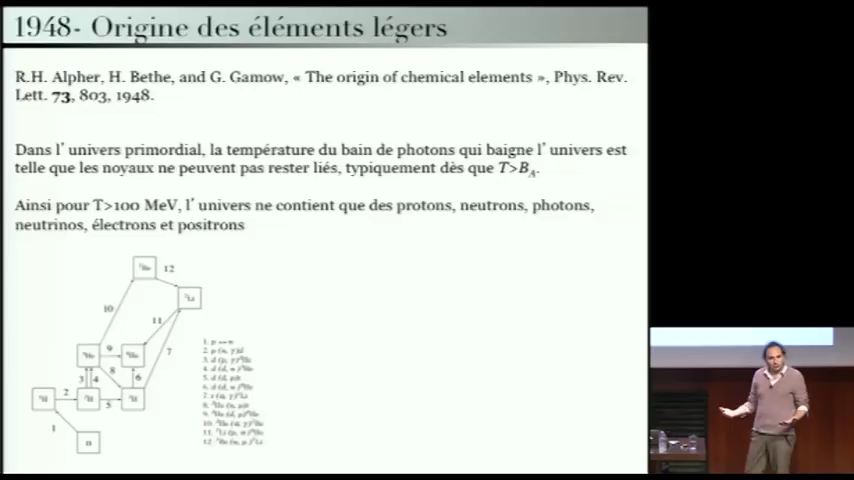 1948- Origine des éléments légers
R.H. Alpher, H. Bethe, and G. Gamow, « The origin of chemical elements », Phys. Rev.
Lett. 73, 803, 1948.
Dans l' univers primordial, la température du bain de photons qui baigne l' univers est
telle que les noyaux ne peuvent pas rester liés, typiquement dès que T>B_A.
Ainsi pour T>100 MeV, l' univers ne contient que des protons, neutrons, photons,
neutrinos, électrons et positrons
12
10
11
9
7
8
3 4
6
2
5
1
n